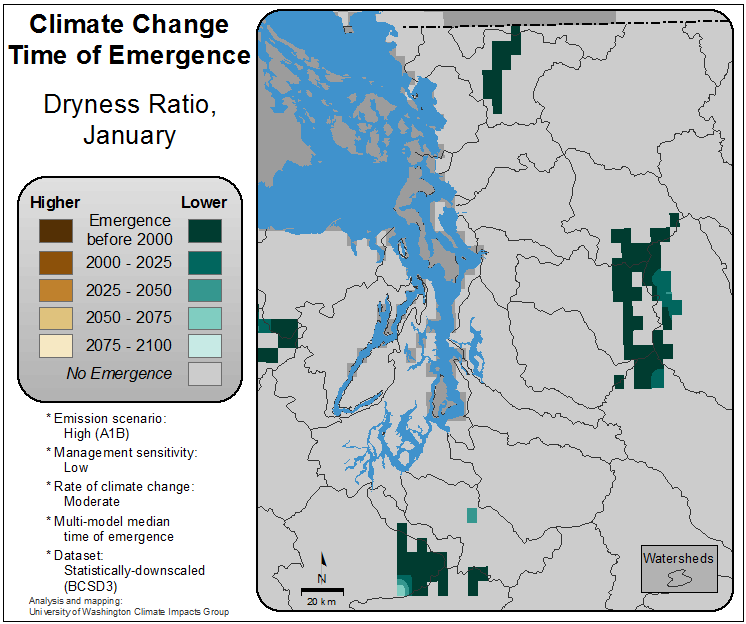 Climate Change
Time of Emergence
Dryness Ratio,
January
Higher
Lower
Emergence
before 2000
2000 - 2025
2025 - 2050
2050 - 2075
2075 - 2100
No Emergence
* Emission scenario:
High (A1B)
* Management sensitivity:
Low
* Rate of climate change:
Moderate
* Multi-model median
time of emergence
* Dataset:
Statistically-downscaled
(BCSD3)
Analysis and mapping:
University of Washington Climate Impacts Group
N
20 km
Watersheds